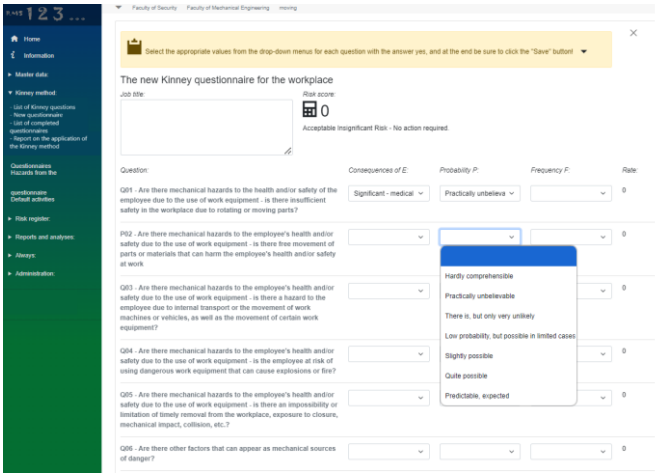 1 2 3 ...
Faculty of Security Faculty of Mechanical Engineering moving
Home
Information
Master data:
Kinney method:
- List of Kinney questions
- New questionnaire
- List of completed
questionnaires
- Report on the application of
the Kinney method
Questionnaires
Hazards from the
questionnaire
Default activities
Risk register:
Reports and analyses:
Always:
Administration:
Select the appropriate values from the drop-down menus for each question with the answer yes, and at the end be sure to click the "Save" button!
The new Kinney questionnaire for the workplace
Job title:
Risk score:
0
Acceptable Insignificant Risk - No action required.
Question: Consequences of E: Probability P: Frequency F: Rate:
Q01 - Are there mechanical hazards to the health and/or safety of the
employee due to the use of work equipment - is there insufficient
safety in the workplace due to rotating or moving parts?
Significant - medical Practically unbelieva 0
P02 - Are there mechanical hazards to the employee's health and/or
safety due to the use of work equipment - is there free movement of
parts or materials that can harm the employee's health and/or safety
at work
0
Hardly comprehensible
Practically unbelievable
There is, but only very unlikely
Low probability, but possible in limited cases
Slightly possible
Quite possible
Predictable, expected
Q03 - Are there mechanical hazards to the employee's health and/or
safety due to the use of work equipment - is there a hazard to the
employee due to internal transport or the movement of work
machines or vehicles, as well as the movement of certain work
equipment?
0
Q04 - Are there mechanical hazards to the employee's health and/or
safety due to the use of work equipment - is the employee at risk of
using dangerous work equipment that can cause explosions or fire?
0
Q05 - Are there mechanical hazards to the employee's health and/or
safety due to the use of work equipment - is there an impossibility or
limitation of timely removal from the workplace, exposure to closure,
mechanical impact, collision, etc.?
0
Q06 - Are there other factors that can appear as mechanical sources
of danger?
0